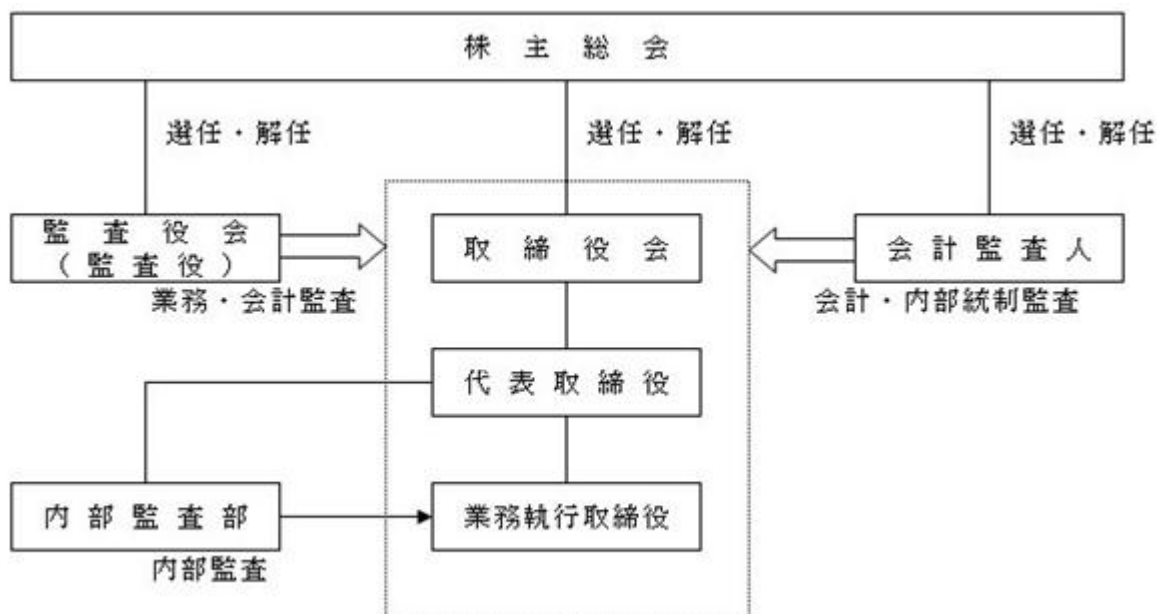 株主総会
選任・解任
選任・解任
選任・解任
監査役会
(監査役)
取締役会
会計監査人
業務・会計監査
会計・内部統制監査
代表取締役
内部監査部
業務執行取締役
内部監査